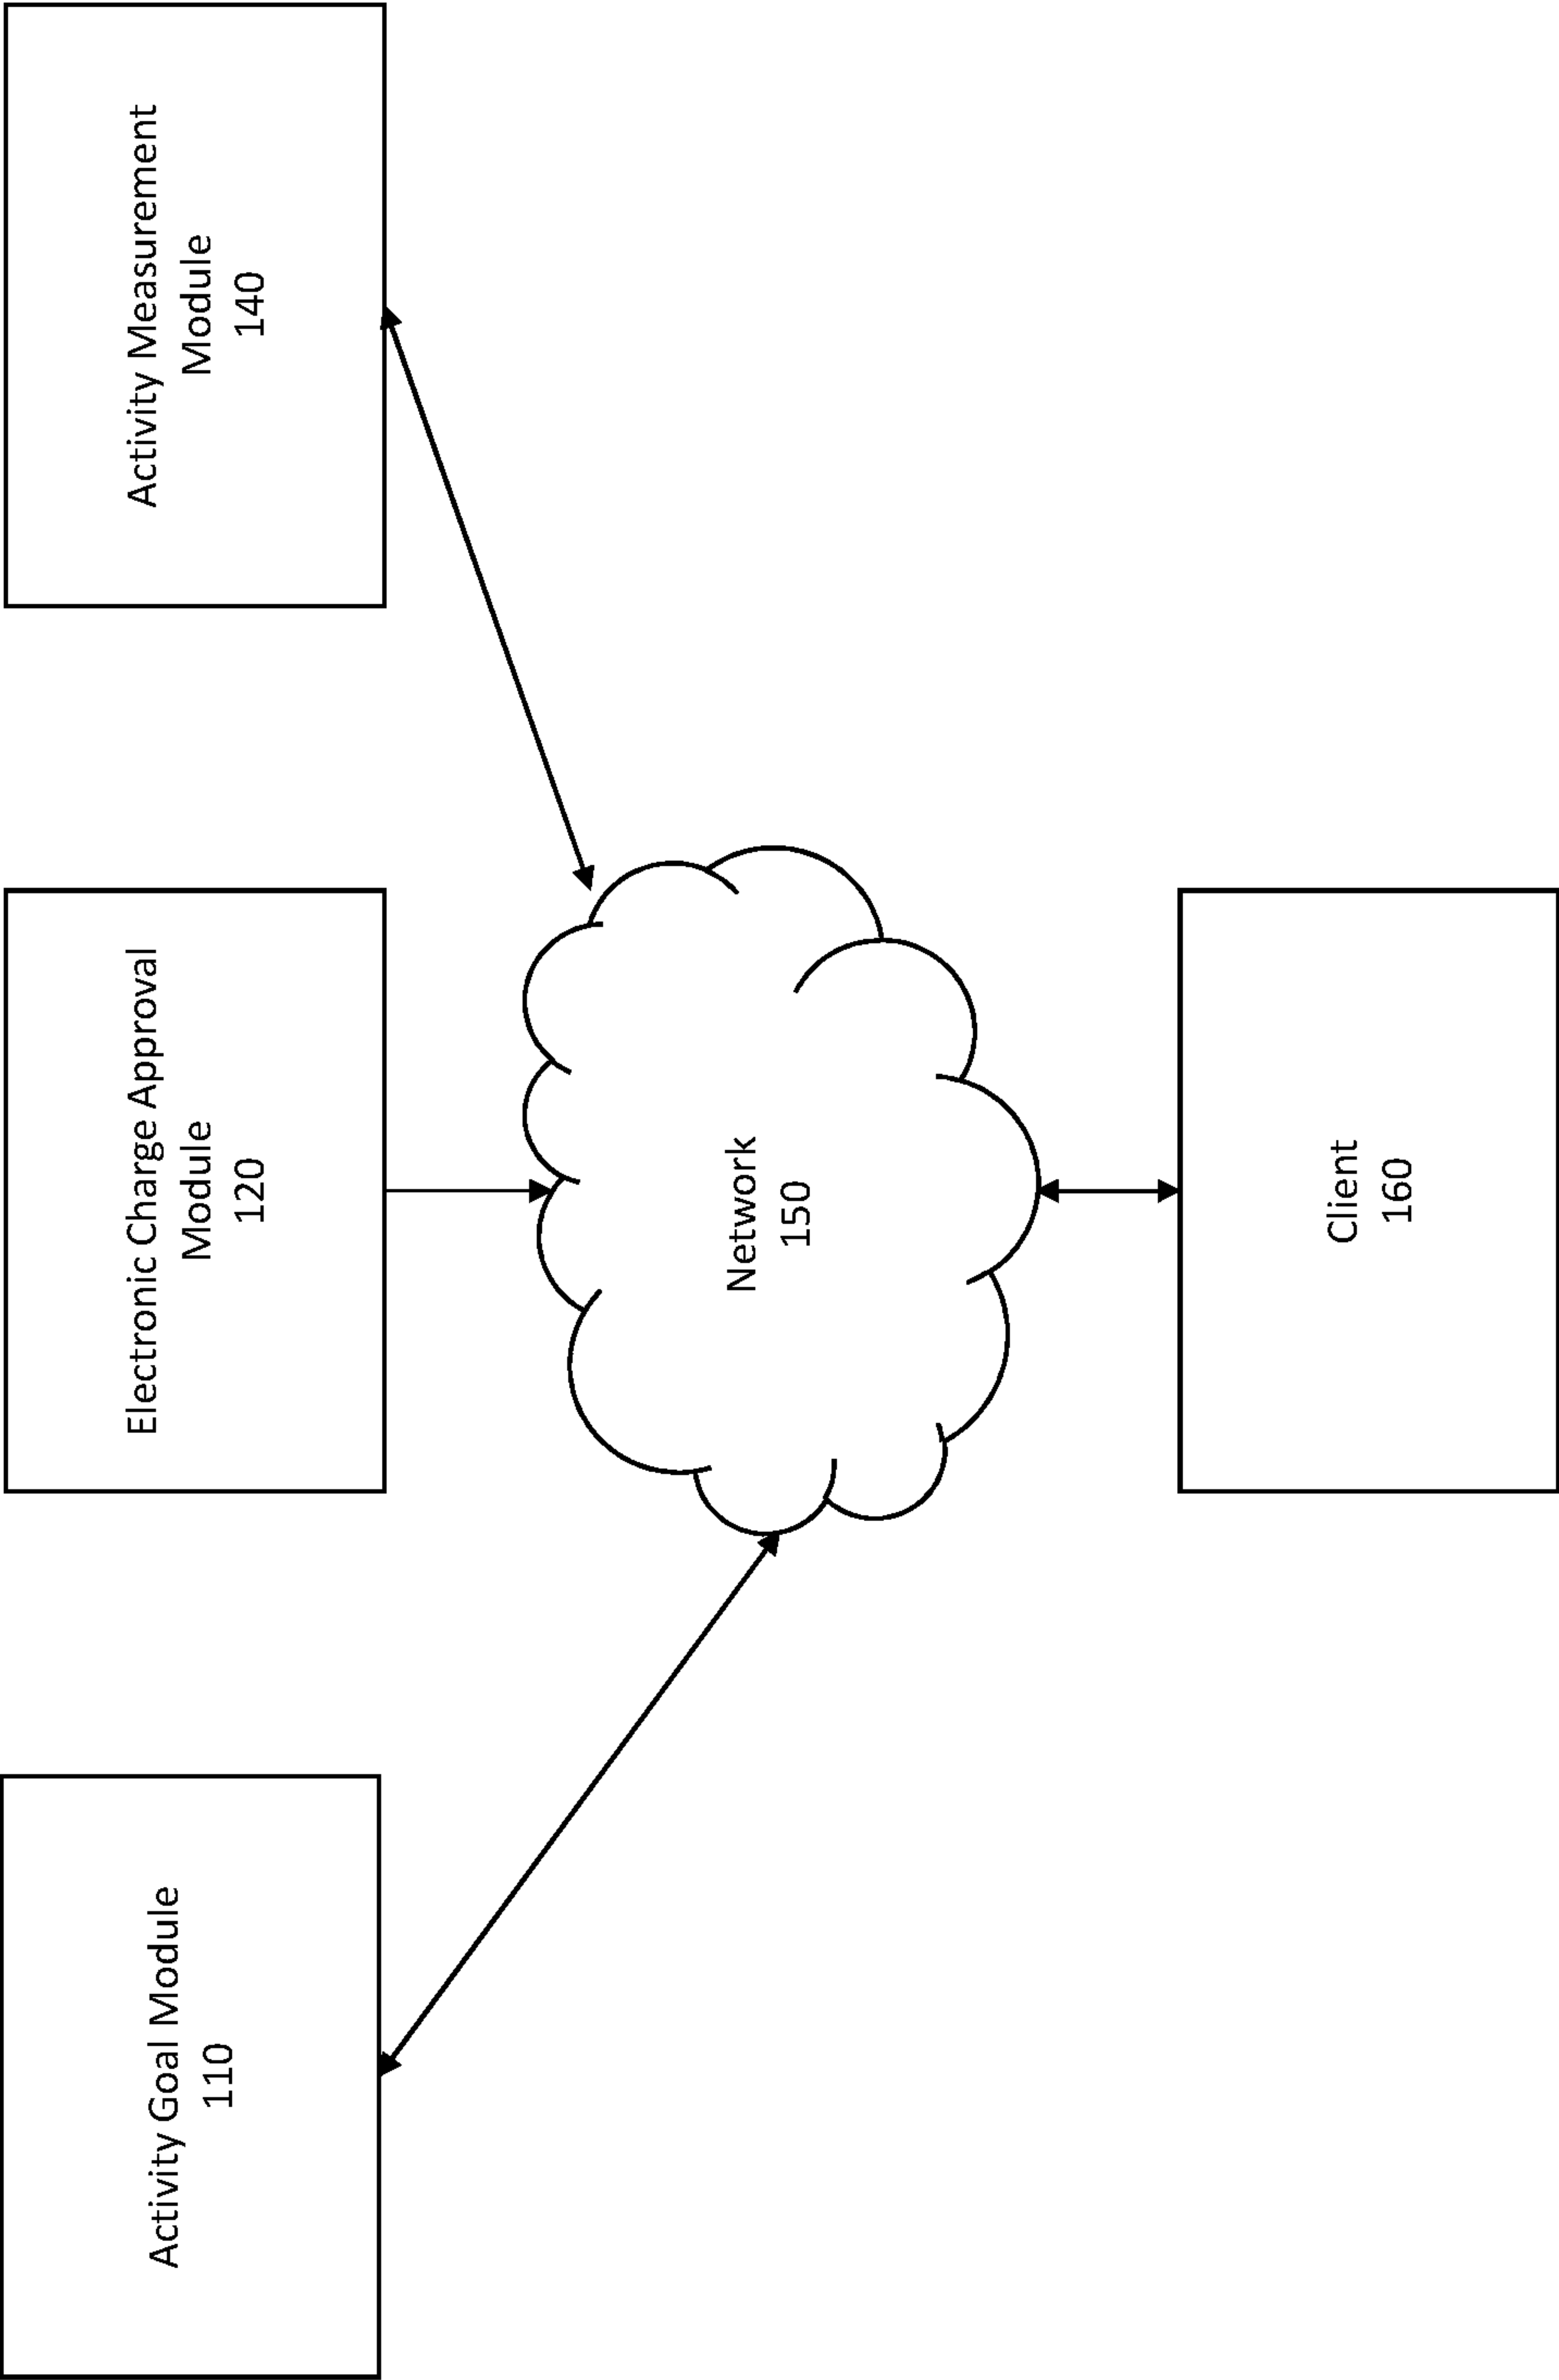 Activity Goal Module
110
Electronic Charge Approval
Module
120
Activity Measurement
Module
140
Network
150
Client
160